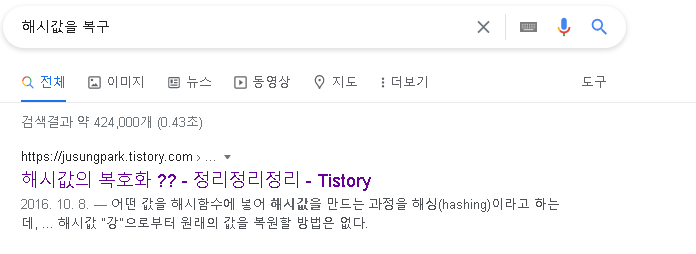 해시값을 복구
전체 이미지 뉴스 동영상 지도 더보기 도구
검색결과 약 424,000개 (0.43초)
https://jusungpark.tistory.com › ...
해시값의 복호화 ?? - 정리정리정리 - Tistory
2016. 10. 8. — 어떤 값을 해시함수에 넣어 해시값을 만드는 과정을 해싱(hashing)이라고 하는
데, ... 해시값 "강"으로부터 원래의 값을 복원할 방법은 없다.